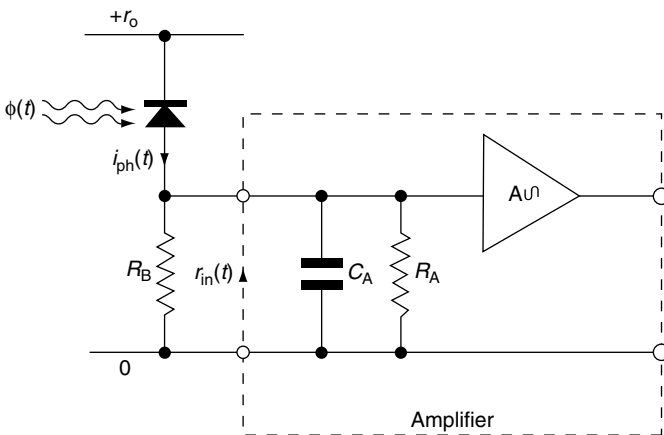 +r₀
ϕ(t)
i_ph(t)
R_B
r_in(t)
C_A
R_A
A
0
Amplifier